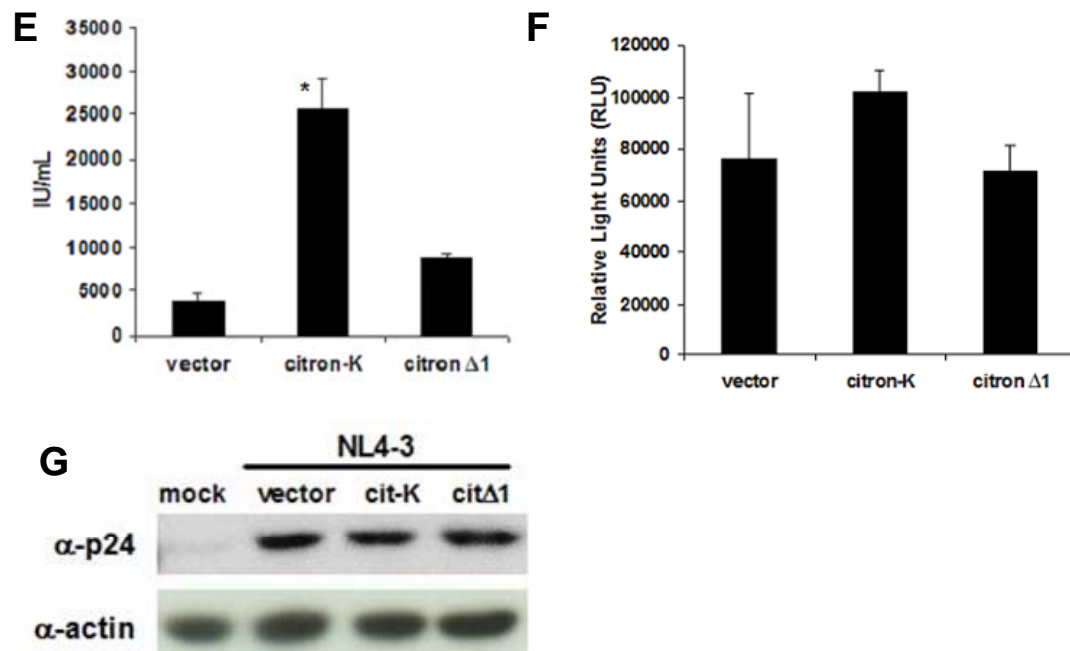 E
35000
30000
25000
20000
15000
10000
5000
0
IU/mL
*
vector citron-K citron Δ1
F
120000
100000
80000
60000
40000
20000
0
Relative Light Units (RLU)
vector citron-K citron Δ1
G
NL4-3
mock vector cit-K citΔ1
α-p24
α-actin